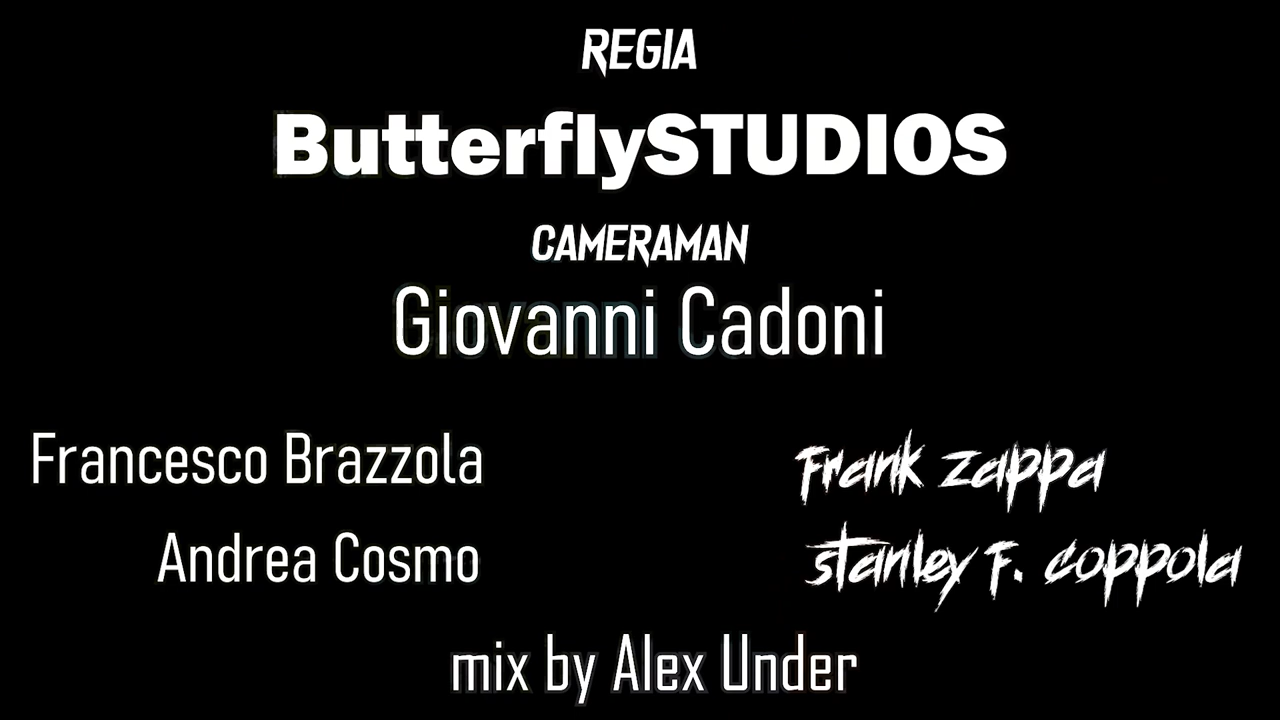 REGIA
ButterflySTUDIOS
CAMERAMAN
Giovanni Cadoni
Francesco Brazzola Frank Zappa
Andrea Cosmo Stanley F. Coppola
mix by Alex Under